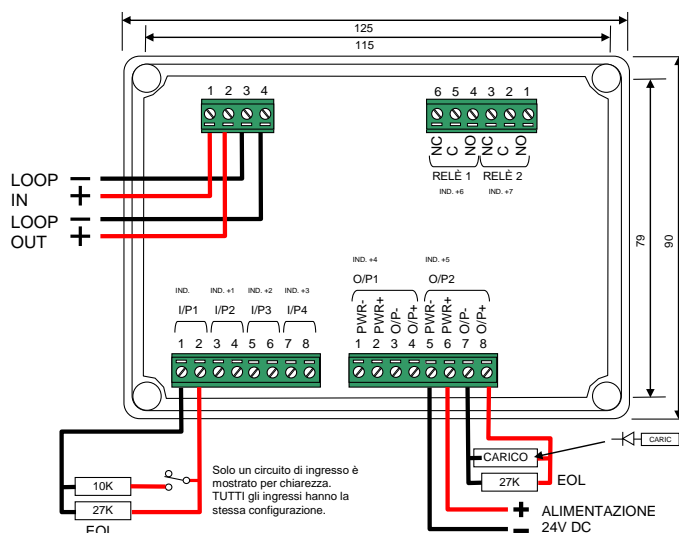 125
115
1 2 3 4
6 5 4 3 2 1
NC C NO NC C NO
RELÈ 1 RELÈ 2
IND. +6 IND. +7
LOOP
IN
−
+
LOOP
OUT
−
+
79
90
IND. IND. +1 IND. +2 IND. +3
I/P1 I/P2 I/P3 I/P4
1 2 3 4 5 6 7 8
IND. +4 IND. +5
O/P1 O/P2
PWR- PWR+ O/P- O/P+ PWR- PWR+ O/P- O/P+
1 2 3 4 5 6 7 8
10K
27K
EOL
Solo un circuito di ingresso è
mostrato per chiarezza.
TUTTI gli ingressi hanno la
stessa configurazione.
CARICO
CARIC
27K
EOL
+ ALIMENTAZIONE
− 24V DC